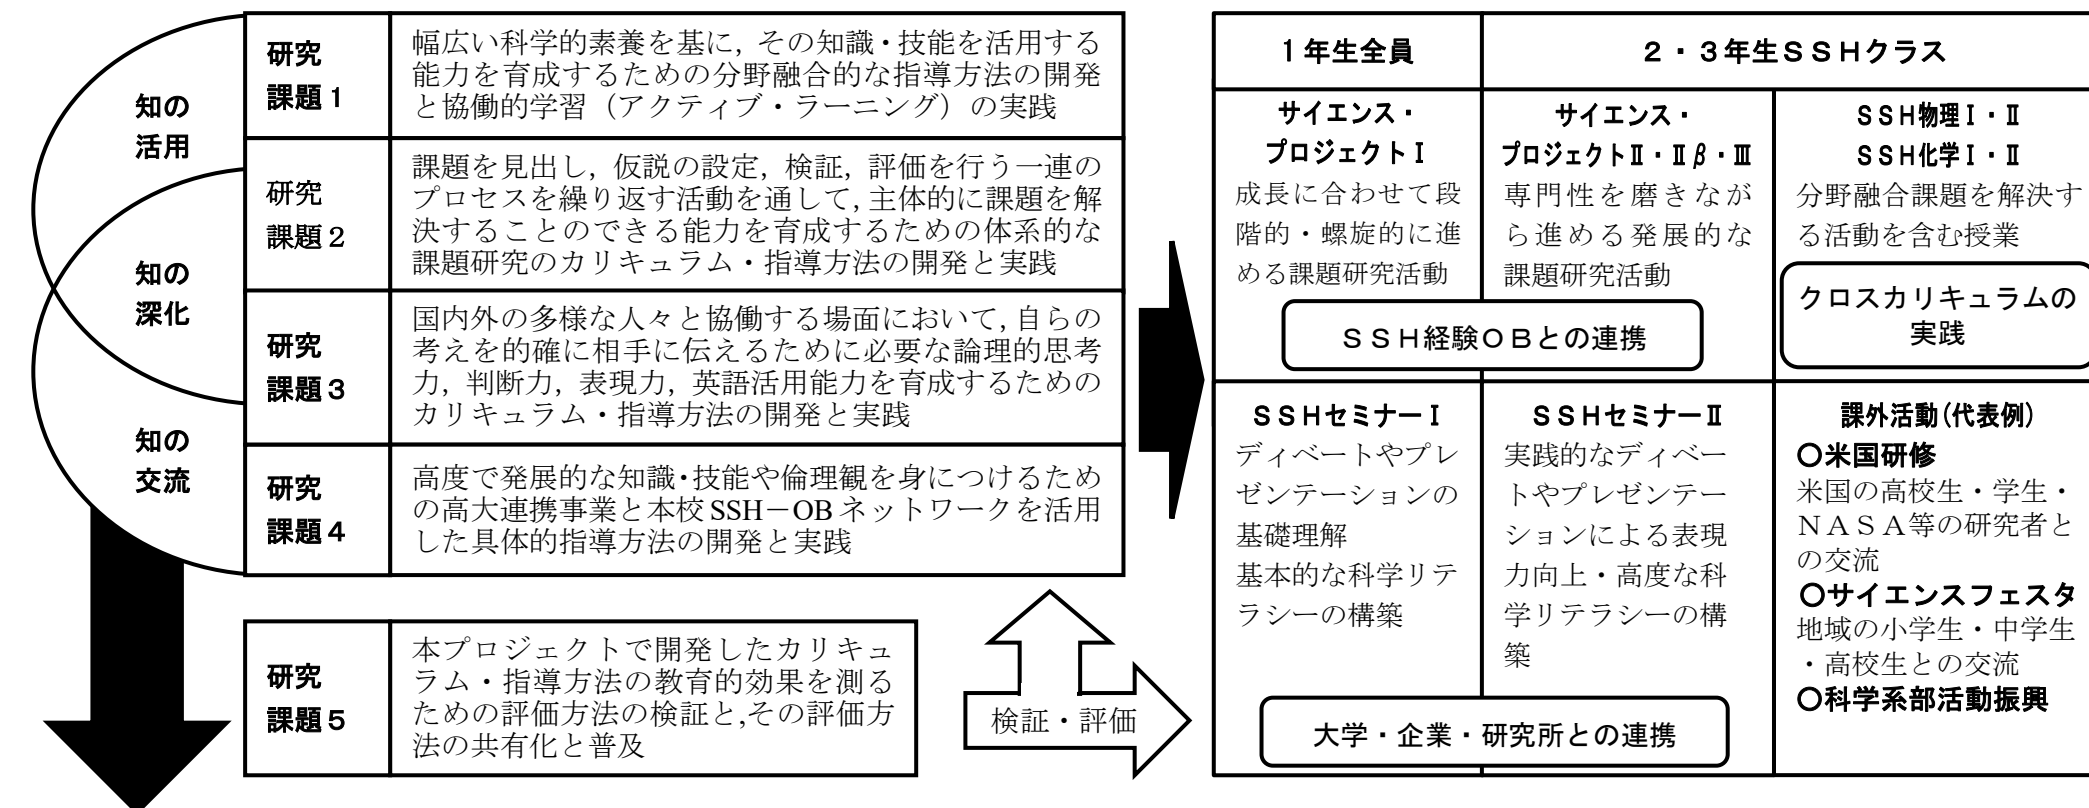 知の
活用
知の
深化
知の
交流
研究
課題1
幅広い科学的素養を基に，その知識・技能を活用する
能力を育成するための分野融合的な指導方法の開発
と協働的学習（アクティブ・ラーニング）の実践
研究
課題2
課題を見出し，仮説の設定，検証，評価を行う一連の
プロセスを繰り返す活動を通して，主体的に課題を解
決することのできる能力を育成するための体系的な
課題研究のカリキュラム・指導方法の開発と実践
研究
課題3
国内外の多様な人々と協働する場面において，自らの
考えを的確に相手に伝えるために必要な論理的思考
力，判断力，表現力，英語活用能力を育成するための
カリキュラム・指導方法の開発と実践
研究
課題4
高度で発展的な知識・技能や倫理観を身につけるため
の高大連携事業と本校SSH－OBネットワークを活用
した具体的指導方法の開発と実践
研究
課題5
本プロジェクトで開発したカリキュ
ラム・指導方法の教育的効果を測る
ための評価方法の検証と,その評価方
法の共有化と普及
検証・評価
1年生全員
2・3年生ＳＳＨクラス
サイエンス・
プロジェクトⅠ
成長に合わせて段
階的・螺旋的に進
める課題研究活動
サイエンス・
プロジェクトⅡ・Ⅱβ・Ⅲ
専門性を磨きなが
ら進める発展的な
課題研究活動
ＳＳＨ物理Ⅰ・Ⅱ
ＳＳＨ化学Ⅰ・Ⅱ
分野融合課題を解決す
る活動を含む授業
クロスカリキュラムの
実践
ＳＳＨ経験ＯＢとの連携
ＳＳＨセミナーⅠ
ディベートやプレ
ゼンテーションの
基礎理解
基本的な科学リテ
ラシーの構築
ＳＳＨセミナーⅡ
実践的なディベー
トやプレゼンテー
ションによる表現
力向上・高度な科
学リテラシーの構
築
課外活動(代表例)
○米国研修
米国の高校生・学生・
ＮＡＳＡ等の研究者と
の交流
○サイエンスフェスタ
地域の小学生・中学生
・高校生との交流
○科学系部活動振興
大学・企業・研究所との連携